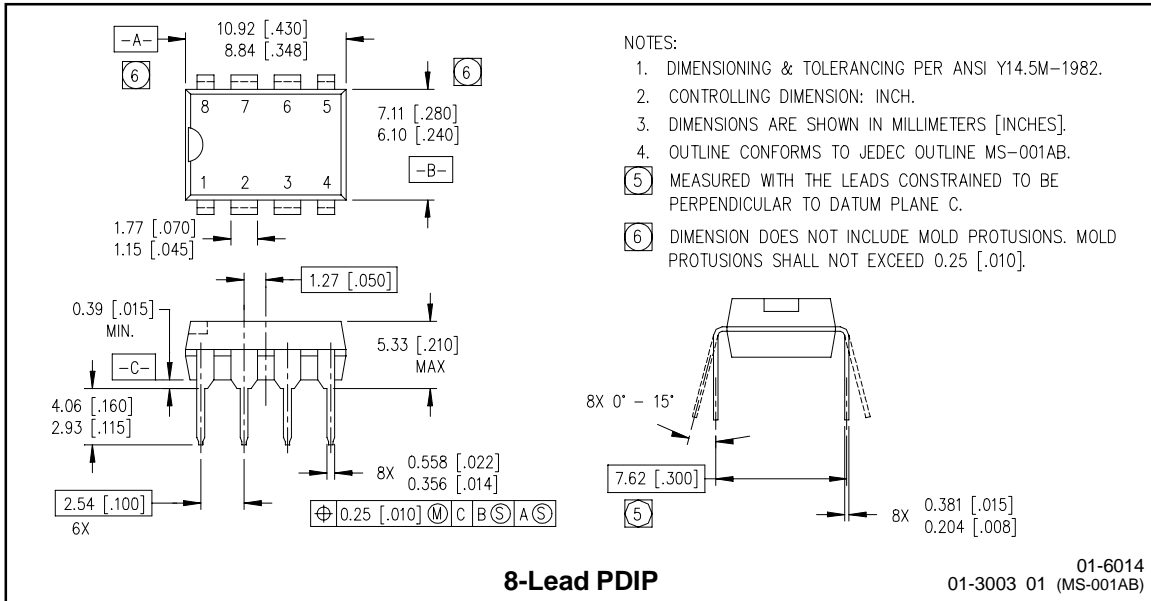 -A-
10.92 [.430]
8.84 [.348]
6
6
8 7 6 5
1 2 3 4
7.11 [.280]
6.10 [.240]
-B-
1.77 [.070]
1.15 [.045]
1.27 [.050]
0.39 [.015]
MIN.
5.33 [.210]
MAX
-C-
4.06 [.160]
2.93 [.115]
8X 0.558 [.022]
0.356 [.014]
2.54 [.100]
6X
⌖ 0.25 [.010] Ⓜ C B Ⓢ A Ⓢ
NOTES:
1. DIMENSIONING & TOLERANCING PER ANSI Y14.5M-1982.
2. CONTROLLING DIMENSION: INCH.
3. DIMENSIONS ARE SHOWN IN MILLIMETERS [INCHES].
4. OUTLINE CONFORMS TO JEDEC OUTLINE MS-001AB.
5 MEASURED WITH THE LEADS CONSTRAINED TO BE
PERPENDICULAR TO DATUM PLANE C.
6 DIMENSION DOES NOT INCLUDE MOLD PROTUSIONS. MOLD
PROTUSIONS SHALL NOT EXCEED 0.25 [.010].
8X 0° - 15°
7.62 [.300]
5
8X 0.381 [.015]
0.204 [.008]
8-Lead PDIP
01-6014
01-3003 01 (MS-001AB)